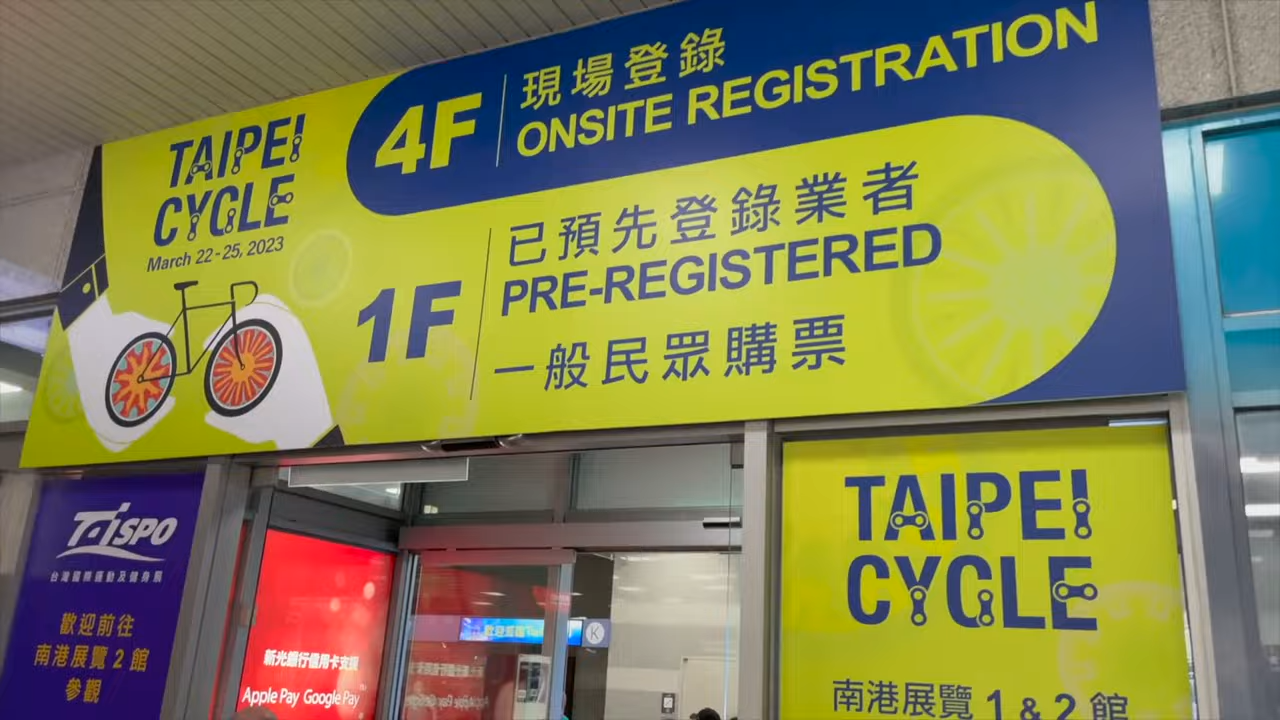 TAIPEI
CYCLE
March 22-25, 2023
4F
現場登錄
ONSITE REGISTRATION
1F
已預先登錄業者
PRE-REGISTERED
一般民眾購票
TaiSPO
台灣國際運動及健身展
歡迎前往
南港展覽2館
參觀
新光銀行信用卡支援
Apple Pay Google Pay
K
TAIPEI
CYCLE
南港展覽 1 & 2 館